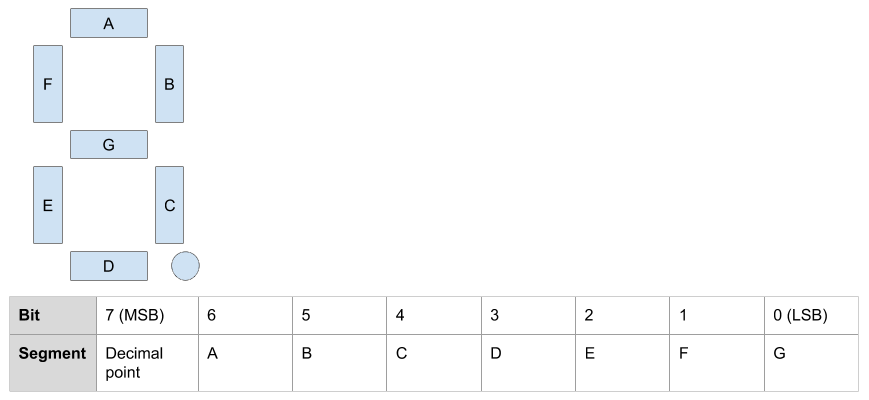 A
F B
G
E C
D
Bit 7 (MSB) 6 5 4 3 2 1 0 (LSB)
Segment Decimal point A B C D E F G